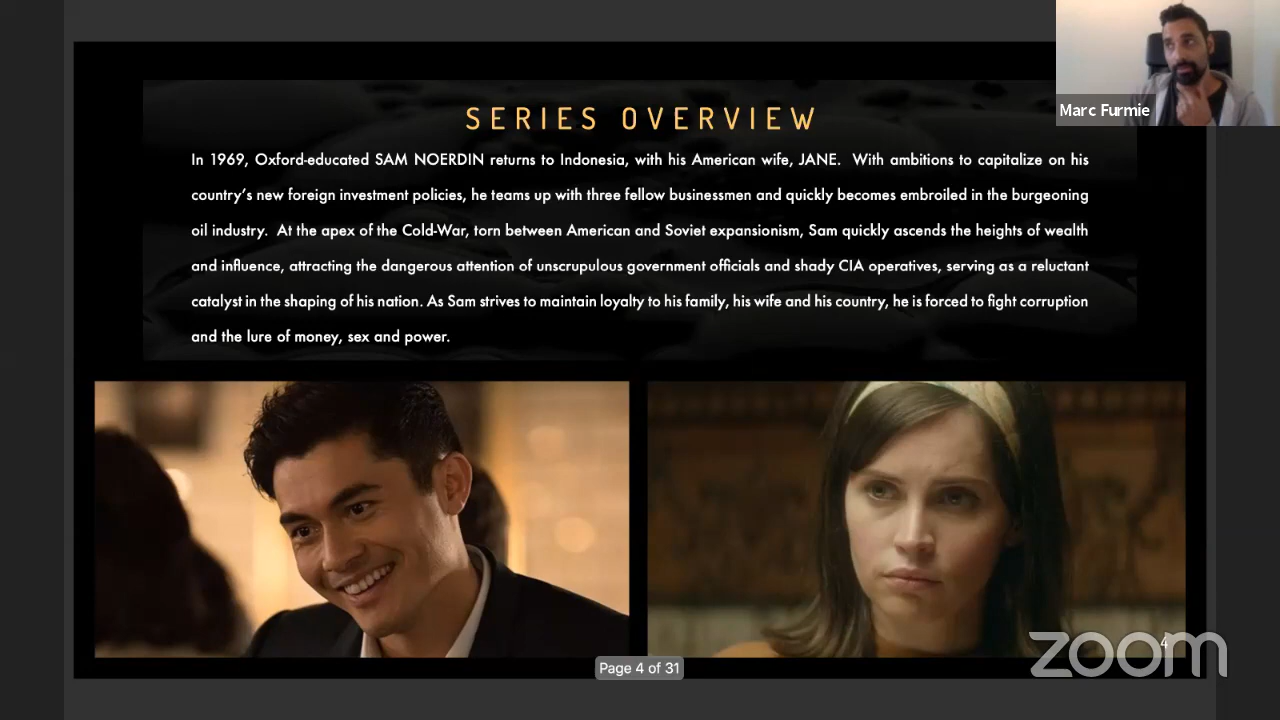 SERIES OVERVIEW
In 1969, Oxford-educated SAM NOERDIN returns to Indonesia, with his American wife, JANE.  With ambitions to capitalize on his
country's new foreign investment policies, he teams up with three fellow businessmen and quickly becomes embroiled in the burgeoning
oil industry.  At the apex of the Cold-War, torn between American and Soviet expansionism, Sam quickly ascends the heights of wealth
and influence, attracting the dangerous attention of unscrupulous government officials and shady CIA operatives, serving as a reluctant
catalyst in the shaping of his nation. As Sam strives to maintain loyalty to his family, his wife and his country, he is forced to fight corruption
and the lure of money, sex and power.
Marc Furmie
4
zoom
Page 4 of 31